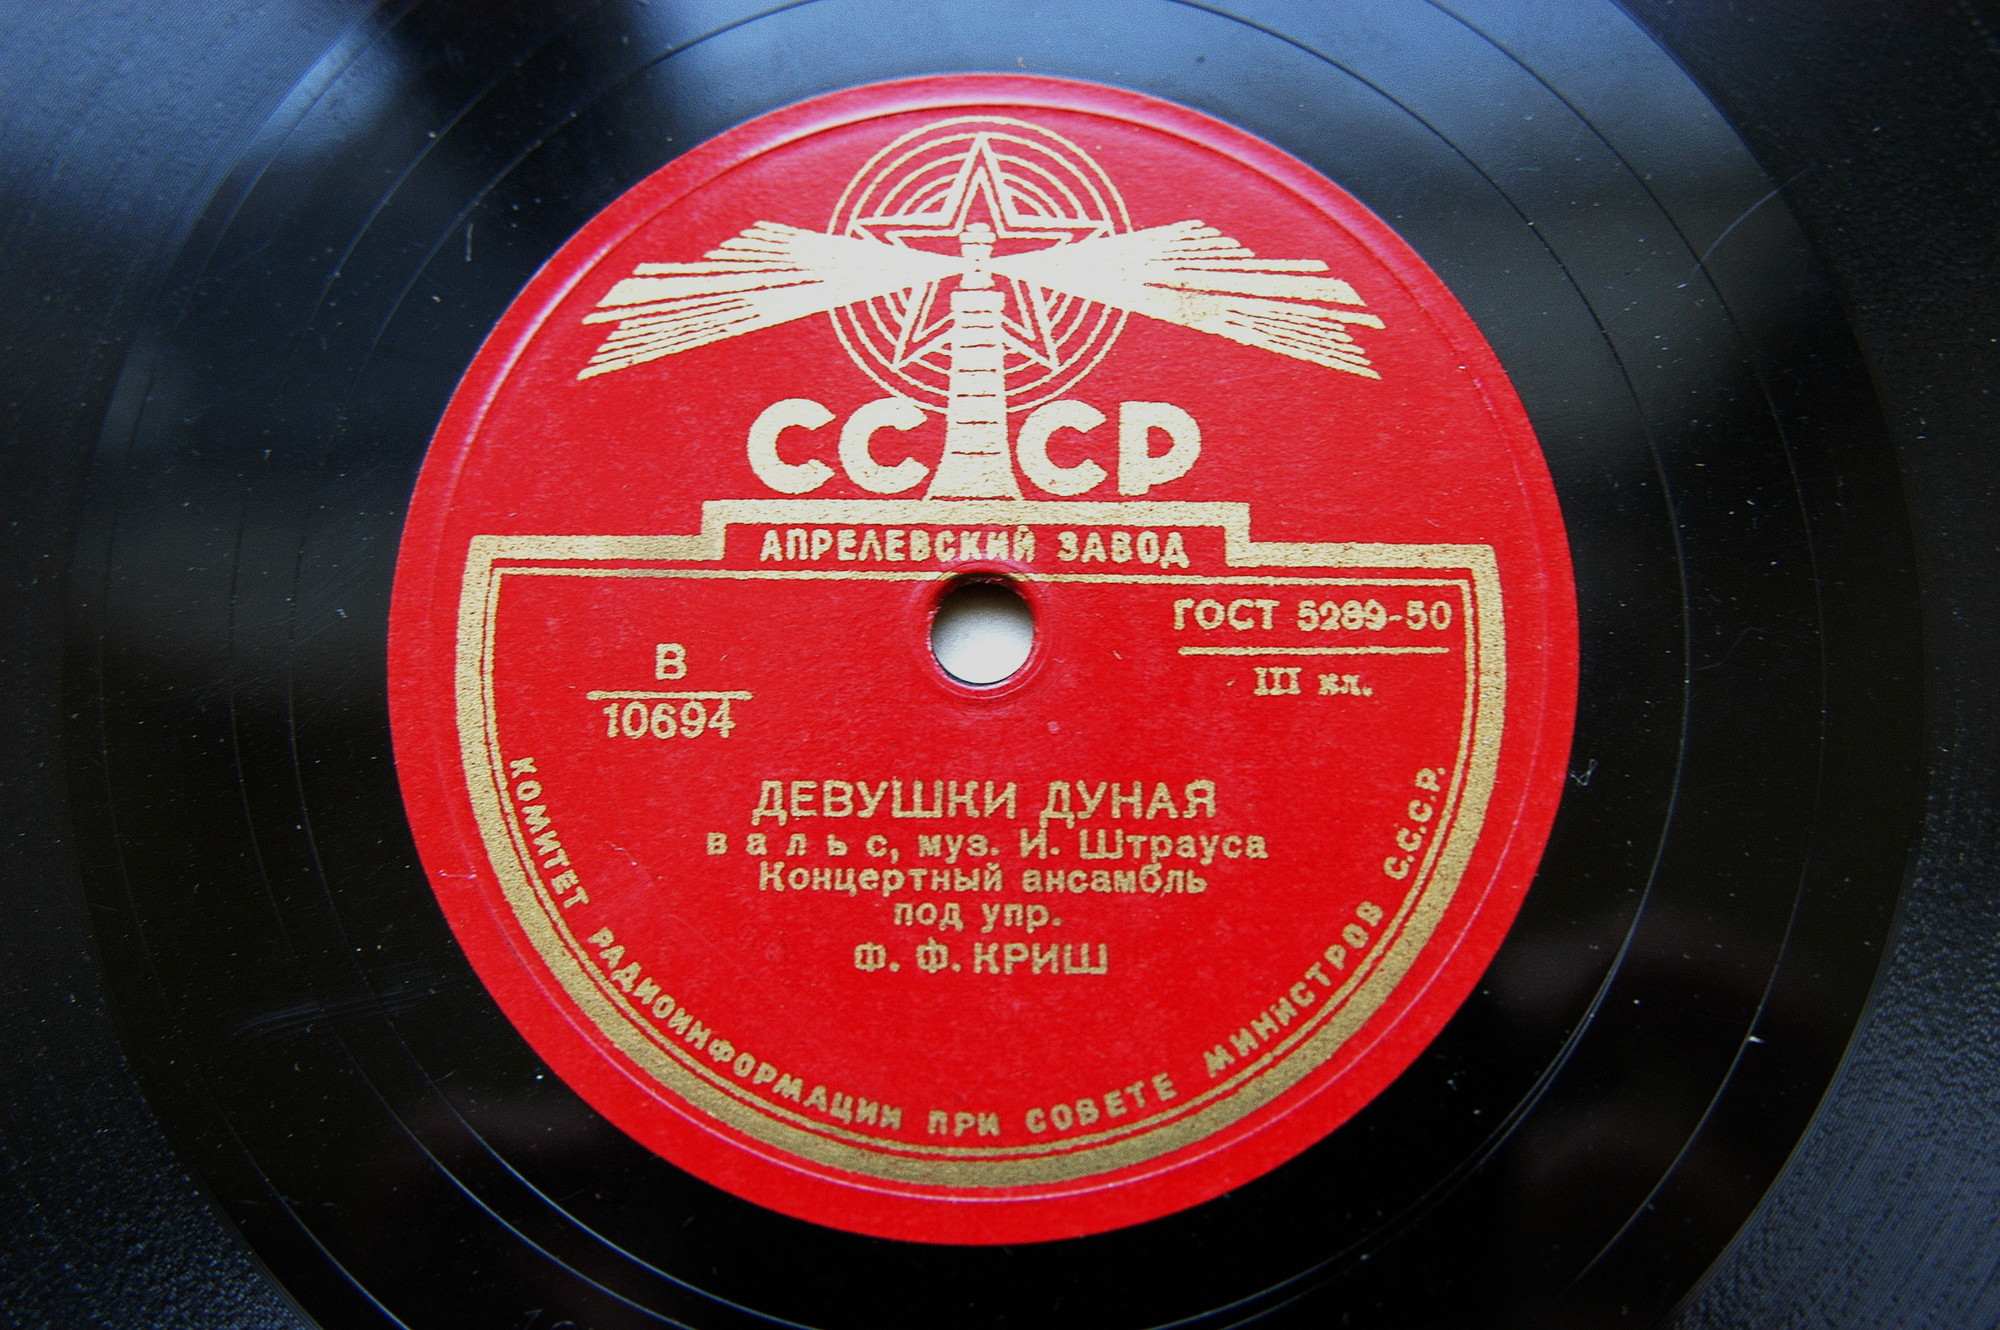 СССР
АПРЕЛЕВСКИЙ ЗАВОД
ГОСТ 5289-50
III кл.
В
10694
ДЕВУШКИ ДУНАЯ
вальс, муз. И. Штрауса
Концертный ансамбль
под упр.
Ф. Ф. КРИШ
КОМИТЕТ РАДИОИНФОРМАЦИИ ПРИ СОВЕТЕ МИНИСТРОВ С.С.С.Р.